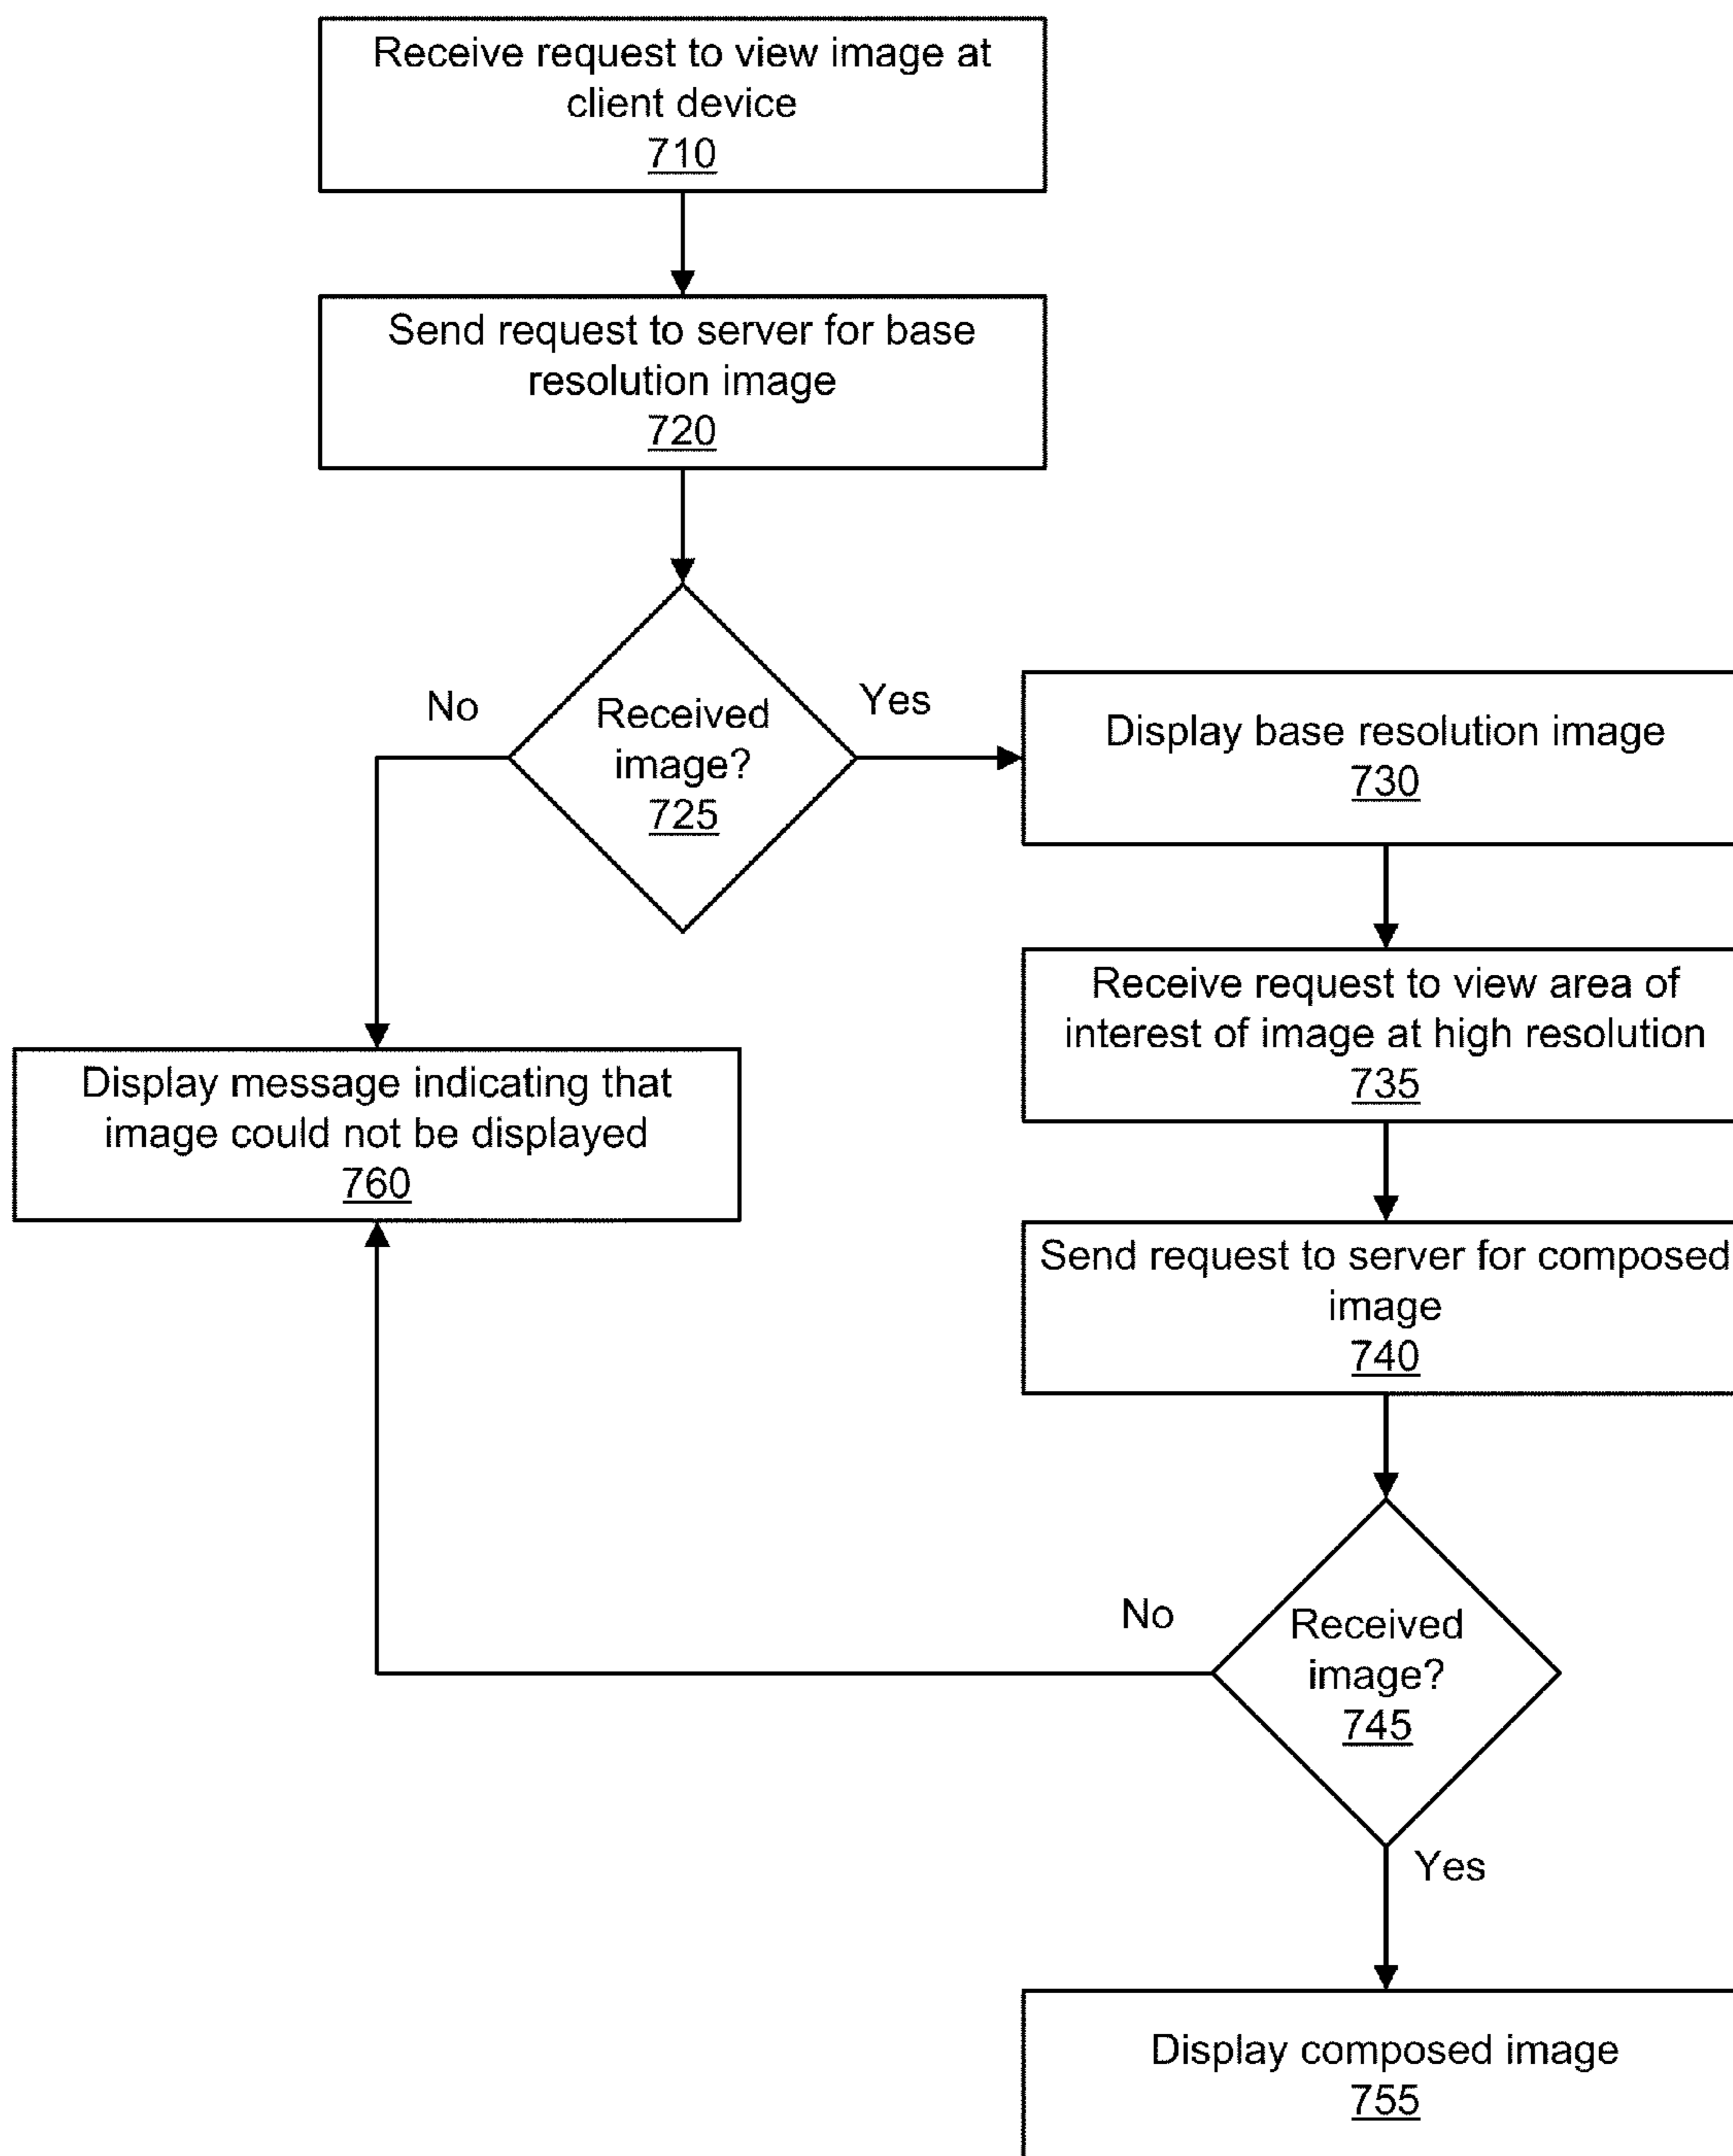 Receive request to view image at
client device
710
Send request to server for base
resolution image
720
No
Received
image?
725
Yes
Display base resolution image
730
Receive request to view area of
interest of image at high resolution
735
Display message indicating that
image could not be displayed
760
Send request to server for composed
image
740
No
Received
image?
745
Yes
Display composed image
755